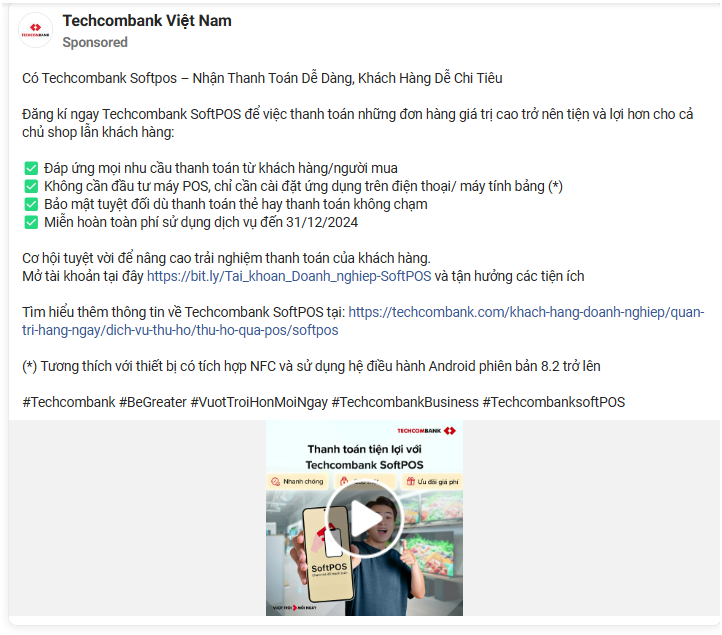 TECHCOMBANK
Techcombank Việt Nam
Sponsored
Có Techcombank Softpos – Nhận Thanh Toán Dễ Dàng, Khách Hàng Dễ Chi Tiêu
Đăng kí ngay Techcombank SoftPOS để việc thanh toán những đơn hàng giá trị cao trở nên tiện và lợi hơn cho cả
chủ shop lẫn khách hàng:
✅ Đáp ứng mọi nhu cầu thanh toán từ khách hàng/người mua
✅ Không cần đầu tư máy POS, chỉ cần cài đặt ứng dụng trên điện thoại/ máy tính bảng (*)
✅ Bảo mật tuyệt đối dù thanh toán thẻ hay thanh toán không chạm
✅ Miễn hoàn toàn phí sử dụng dịch vụ đến 31/12/2024
Cơ hội tuyệt vời để nâng cao trải nghiệm thanh toán của khách hàng.
Mở tài khoản tại đây https://bit.ly/Tai_khoan_Doanh_nghiep-SoftPOS và tận hưởng các tiện ích
Tìm hiểu thêm thông tin về Techcombank SoftPOS tại: https://techcombank.com/khach-hang-doanh-nghiep/quan-
tri-hang-ngay/dich-vu-thu-ho/thu-ho-qua-pos/softpos
(*) Tương thích với thiết bị có tích hợp NFC và sử dụng hệ điều hành Android phiên bản 8.2 trở lên
#Techcombank #BeGreater #VuotTroiHonMoiNgay #TechcombankBusiness #TechcombanksoftPOS
TECHCOMBANK
Thanh toán tiện lợi với
Techcombank SoftPOS
Nhanh chóng
Ưu đãi giá phí
SoftPOS
VƯỢT TRỘI MỖI NGÀY